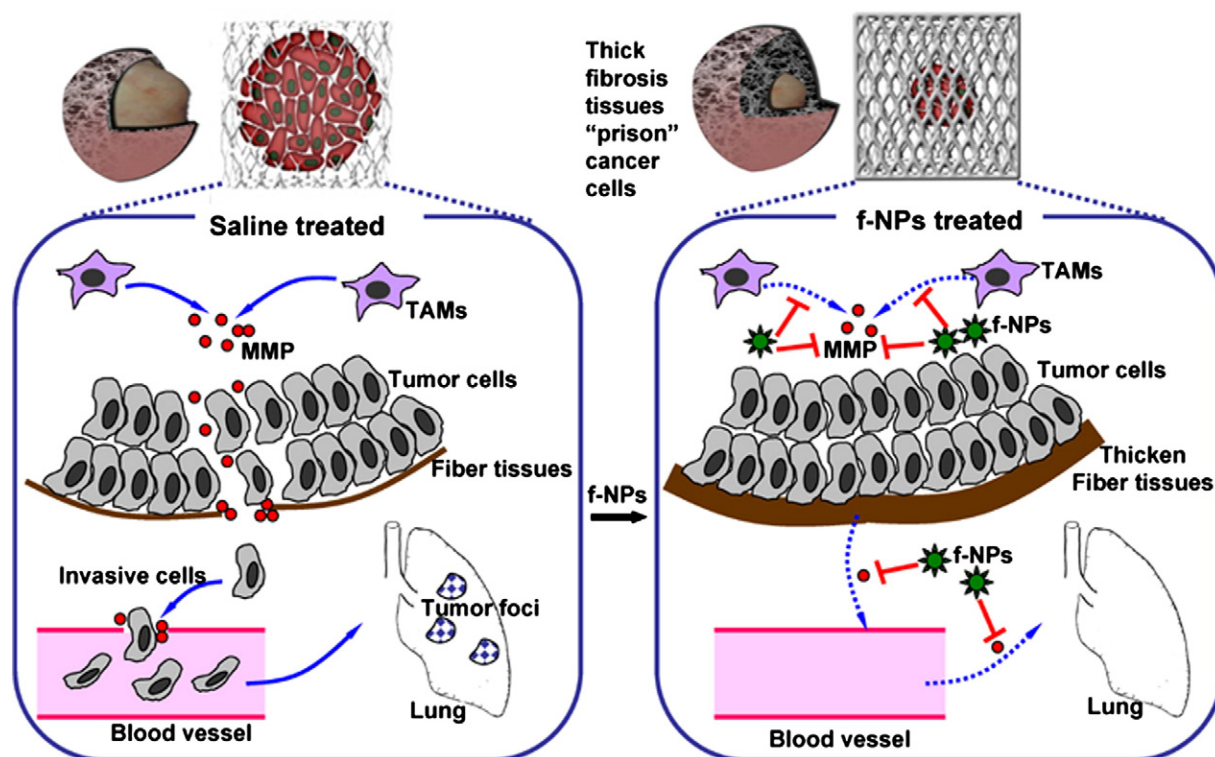 Thick
fibrosis
tissues
“prison”
cancer
cells
Saline treated
TAMs
MMP
Tumor cells
Fiber tissues
Invasive cells
Tumor foci
Lung
Blood vessel
f-NPs
f-NPs treated
TAMs
f-NPs
MMP
Tumor cells
Thicken
Fiber tissues
f-NPs
Lung
Blood vessel